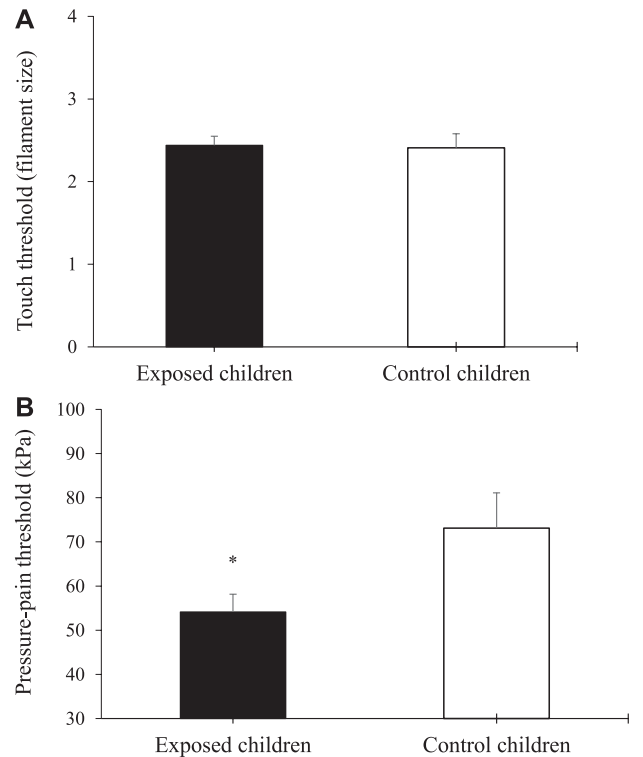 A
Touch threshold (filament size)
4
3
2
1
0
Exposed children Control children
B
Pressure-pain threshold (kPa)
100
90
80
70
60
50
40
30
*
Exposed children Control children